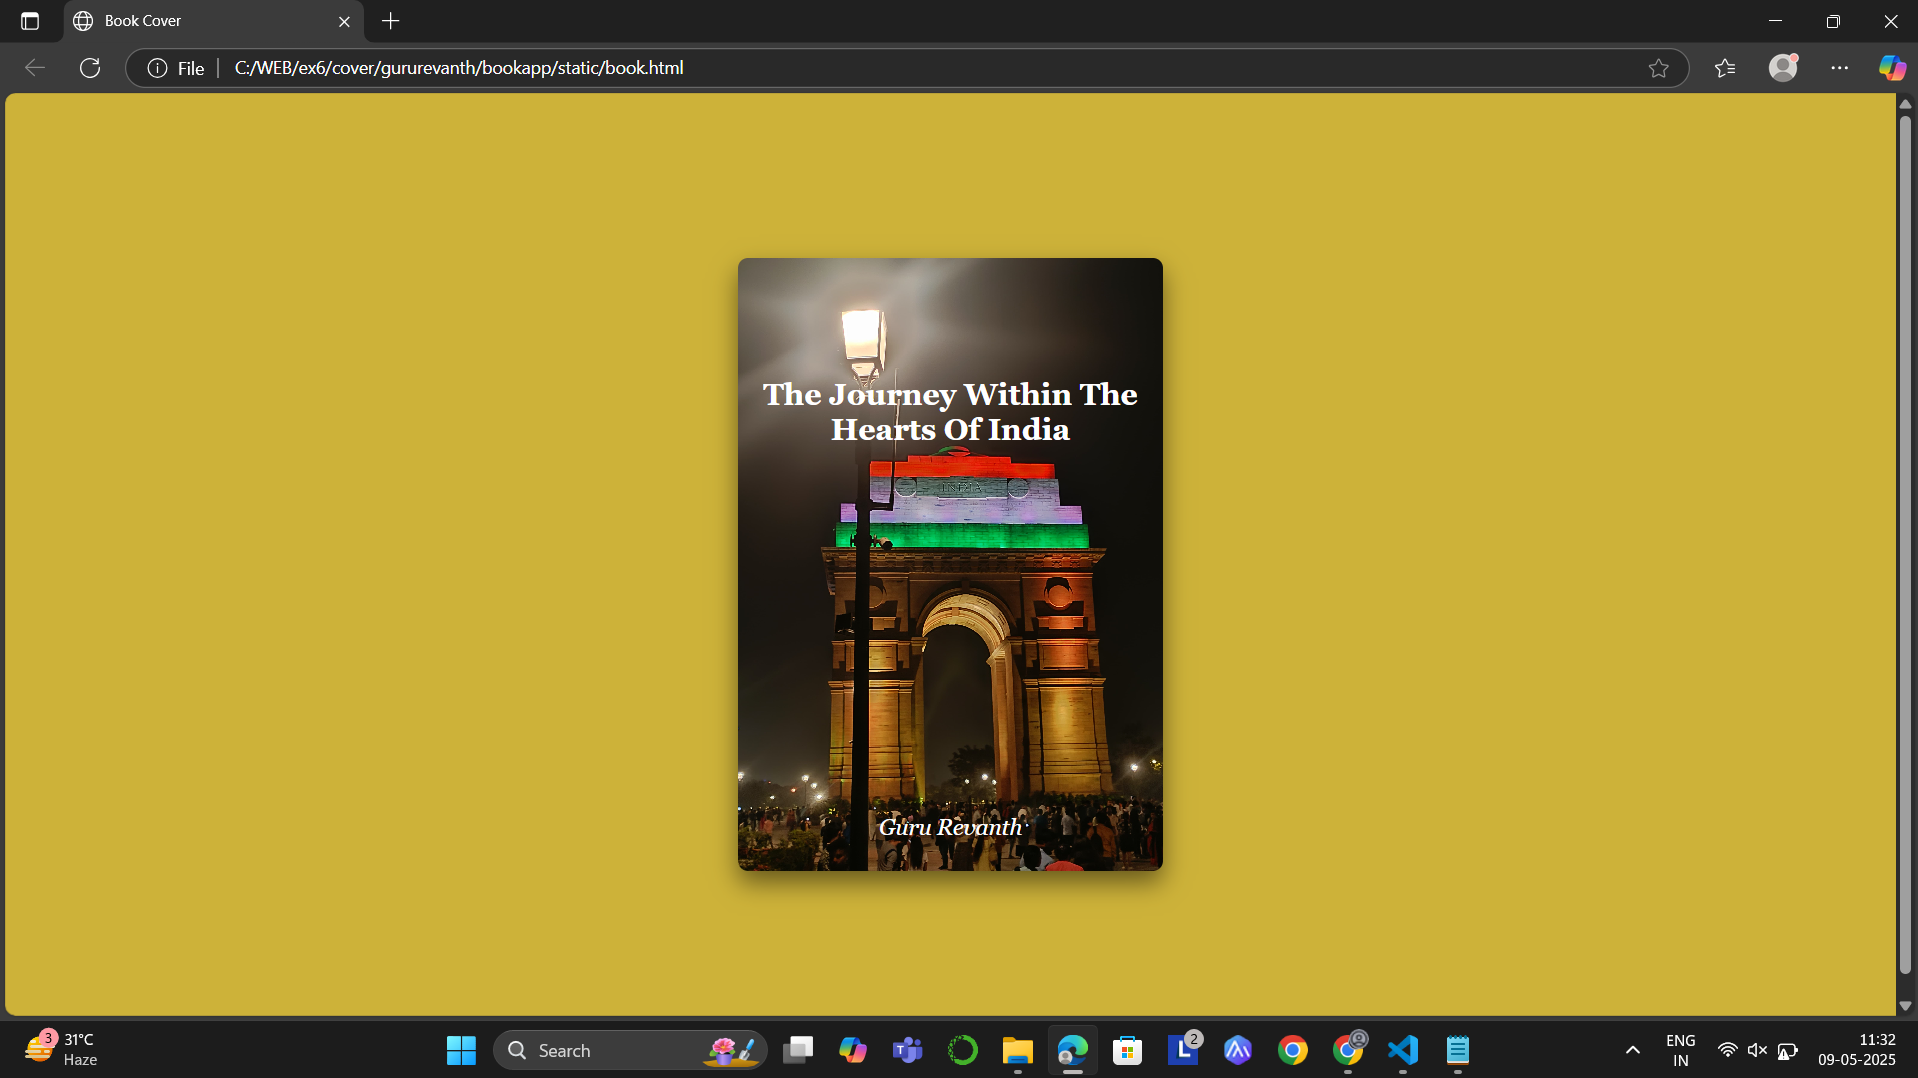 Book Cover
File
C:/WEB/ex6/cover/gururevanth/bookapp/static/book.html
The Journey Within The
Hearts Of India
INDIA
Guru Revanth
3
31°C
Haze
Search
T
L
2
ENG
IN
11:32
09-05-2025